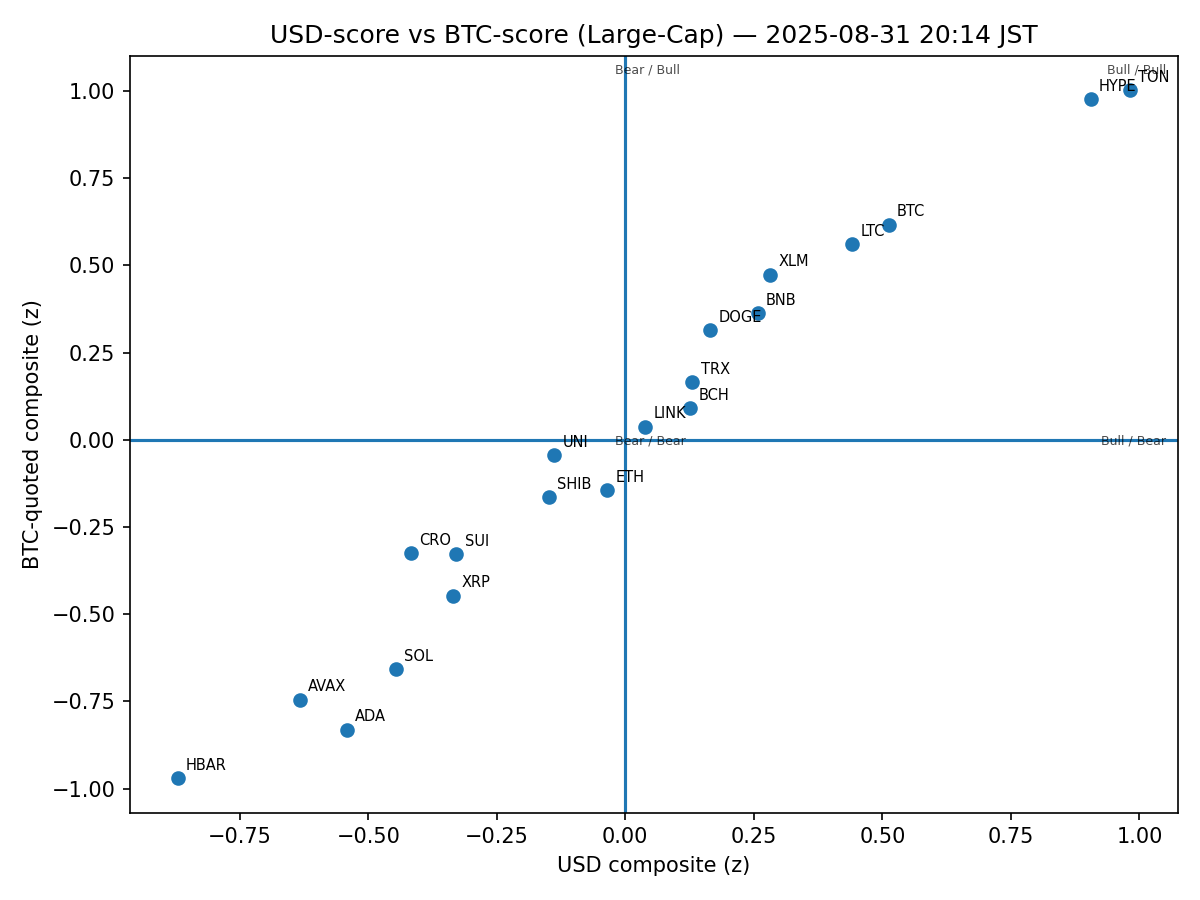 USD-score vs BTC-score (Large-Cap) — 2025-08-31 20:14 JST
Bear / Bull
Bull / Bull
TON
HYPE
1.00
0.75
BTC
LTC
XLM
0.50
BNB
DOGE
0.25
TRX
BCH
LINK
0.00
UNI
Bear / Bear
Bull / Bear
ETH
SHIB
−0.25
CRO
SUI
XRP
−0.50
SOL
AVAX
−0.75
ADA
HBAR
−1.00
BTC-quoted composite (z)
−0.75
−0.50
−0.25
0.00
0.25
0.50
0.75
1.00
USD composite (z)